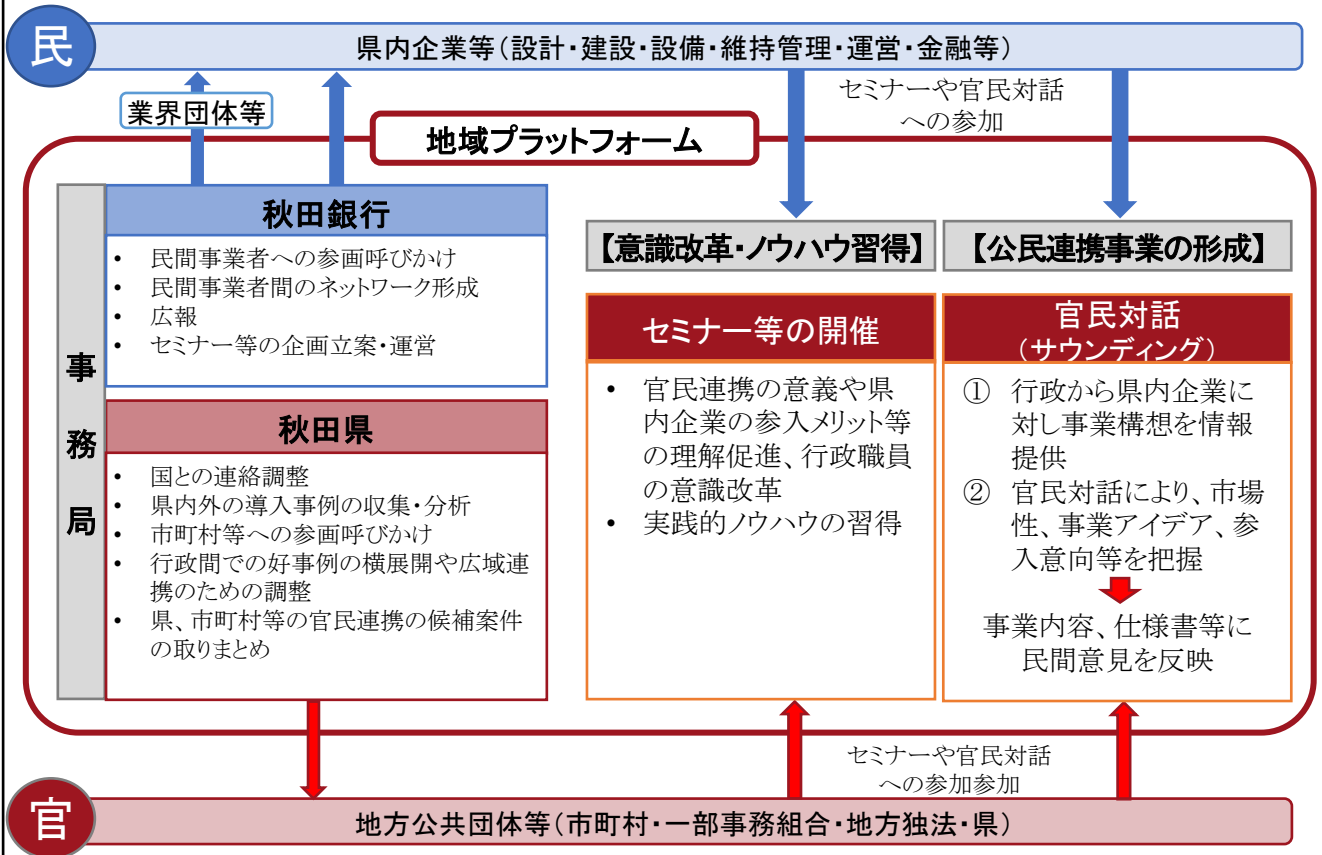 民
県内企業等(設計・建設・設備・維持管理・運営・金融等)
業界団体等
セミナーや官民対話
への参加
地域プラットフォーム
事務局
秋田銀行
• 民間事業者への参画呼びかけ
• 民間事業者間のネットワーク形成
• 広報
• セミナー等の企画立案・運営
秋田県
• 国との連絡調整
• 県内外の導入事例の収集・分析
• 市町村等への参画呼びかけ
• 行政間での好事例の横展開や広域連
携のための調整
• 県、市町村等の官民連携の候補案件
の取りまとめ
【意識改革・ノウハウ習得】
セミナー等の開催
• 官民連携の意義や県
内企業の参入メリット等
の理解促進、行政職員
の意識改革
• 実践的ノウハウの習得
【公民連携事業の形成】
官民対話
(サウンディング)
① 行政から県内企業に
対し事業構想を情報
提供
② 官民対話により、市場
性、事業アイデア、参
入意向等を把握
事業内容、仕様書等に
民間意見を反映
セミナーや官民対話
への参加参加
官
地方公共団体等(市町村・一部事務組合・地方独法・県)